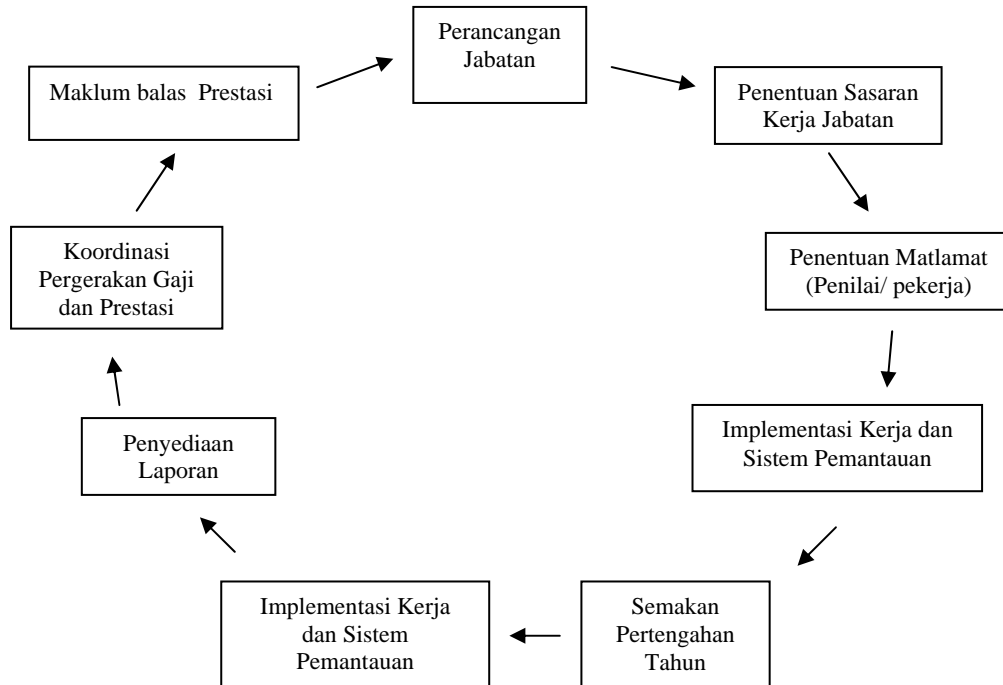 Perancangan
Jabatan
Penentuan Sasaran
Kerja Jabatan
Penentuan Matlamat
(Penilai/ pekerja)
Implementasi Kerja dan
Sistem Pemantauan
Semakan
Pertengahan
Tahun
Implementasi Kerja
dan Sistem
Pemantauan
Penyediaan
Laporan
Koordinasi
Pergerakan Gaji
dan Prestasi
Maklum balas  Prestasi